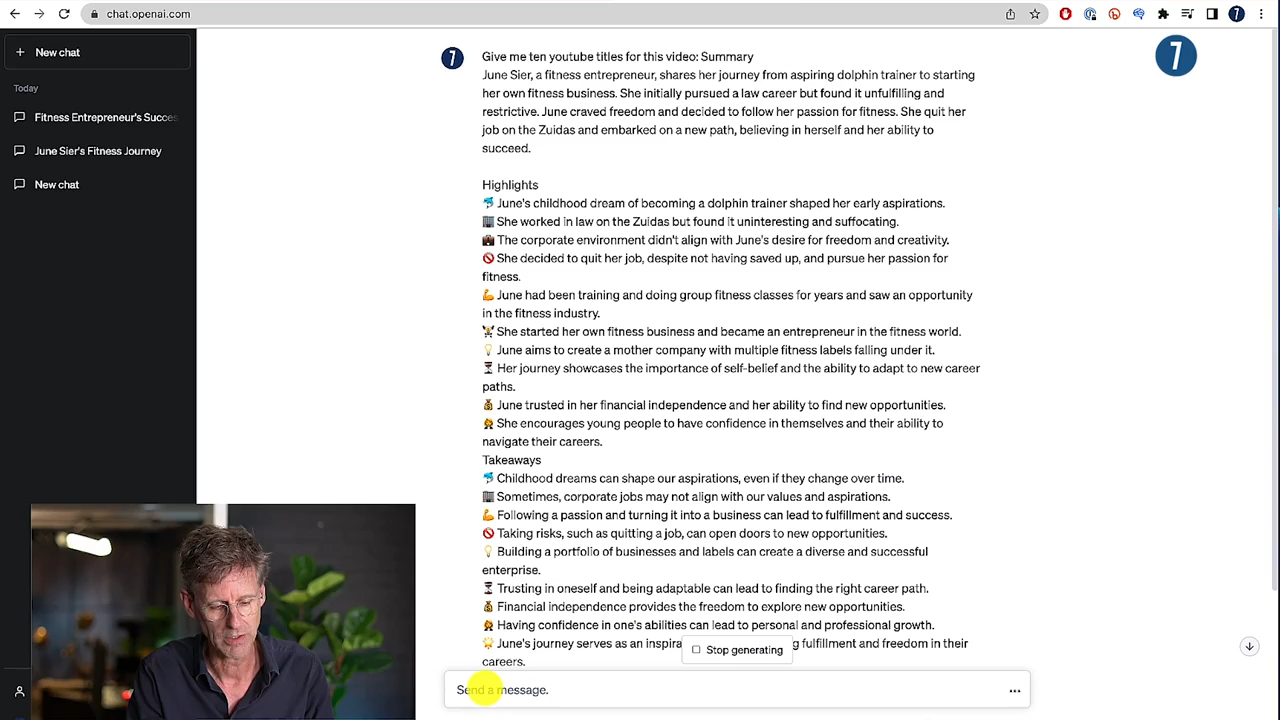 chat.openai.com
7
+ New chat
Today
Fitness Entrepreneur's Succes
June Sier's Fitness Journey
New chat
7
7
Give me ten youtube titles for this video: Summary
June Sier, a fitness entrepreneur, shares her journey from aspiring dolphin trainer to starting
her own fitness business. She initially pursued a law career but found it unfulfilling and
restrictive. June craved freedom and decided to follow her passion for fitness. She quit her
job on the Zuidas and embarked on a new path, believing in herself and her ability to
succeed.
Highlights
🐬 June's childhood dream of becoming a dolphin trainer shaped her early aspirations.
🏢 She worked in law on the Zuidas but found it uninteresting and suffocating.
💼 The corporate environment didn't align with June's desire for freedom and creativity.
🚫 She decided to quit her job, despite not having saved up, and pursue her passion for
fitness.
💪 June had been training and doing group fitness classes for years and saw an opportunity
in the fitness industry.
🏋️ She started her own fitness business and became an entrepreneur in the fitness world.
💡 June aims to create a mother company with multiple fitness labels falling under it.
⏳ Her journey showcases the importance of self-belief and the ability to adapt to new career
paths.
💰 June trusted in her financial independence and her ability to find new opportunities.
🙋 She encourages young people to have confidence in themselves and their ability to
navigate their careers.
Takeaways
🐬 Childhood dreams can shape our aspirations, even if they change over time.
🏢 Sometimes, corporate jobs may not align with our values and aspirations.
💪 Following a passion and turning it into a business can lead to fulfillment and success.
🚫 Taking risks, such as quitting a job, can open doors to new opportunities.
💡 Building a portfolio of businesses and labels can create a diverse and successful
enterprise.
⏳ Trusting in oneself and being adaptable can lead to finding the right career path.
💰 Financial independence provides the freedom to explore new opportunities.
🙋 Having confidence in one's abilities can lead to personal and professional growth.
🌟 June's journey serves as an inspira g fulfillment and freedom in their
careers.
Stop generating
Send a message.